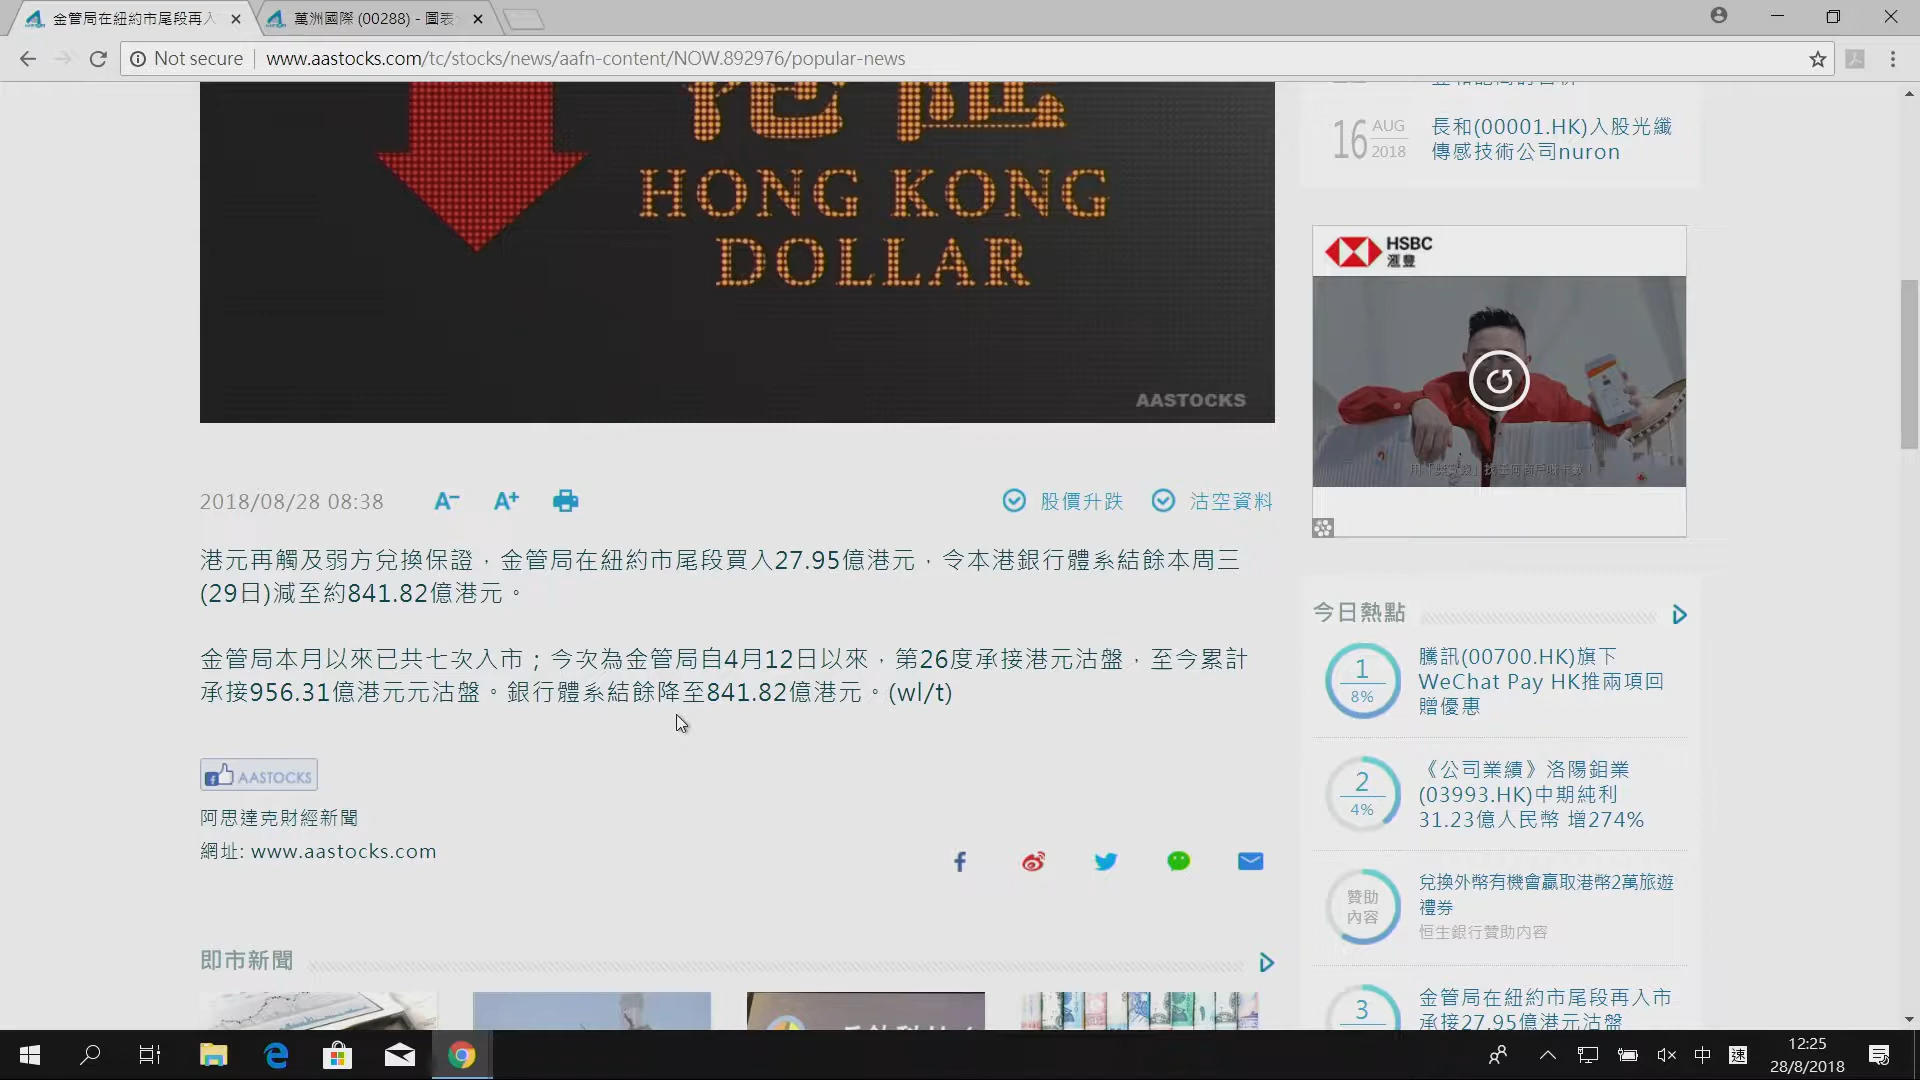 金管局在紐約市尾段再入
萬洲國際 (00288) - 圖表
Not secure
www.aastocks.com/tc/stocks/news/aafn-content/NOW.892976/popular-news
HONG KONG
DOLLAR
AASTOCKS
2018/08/28 08:38
A−
A+
股價升跌
沽空資料
港元再觸及弱方兌換保證，金管局在紐約市尾段買入27.95億港元，令本港銀行體系結餘本周三
(29日)減至約841.82億港元。
金管局本月以來已共七次入市；今次為金管局自4月12日以來，第26度承接港元沽盤，至今累計
承接956.31億港元元沽盤。銀行體系結餘降至841.82億港元。(wl/t)
AASTOCKS
阿思達克財經新聞
網址: www.aastocks.com
即市新聞
16
AUG
2018
長和(00001.HK)入股光纖
傳感技術公司nuron
HSBC
滙豐
今日熱點
1
8%
騰訊(00700.HK)旗下
WeChat Pay HK推兩項回
贈優惠
2
4%
《公司業績》洛陽鉬業
(03993.HK)中期純利
31.23億人民幣 增274%
贊助
內容
兌換外幣有機會贏取港幣2萬旅遊
禮券
恒生銀行贊助內容
3
金管局在紐約市尾段再入市
承接27.95億港元沽盤
中
速
12:25
28/8/2018